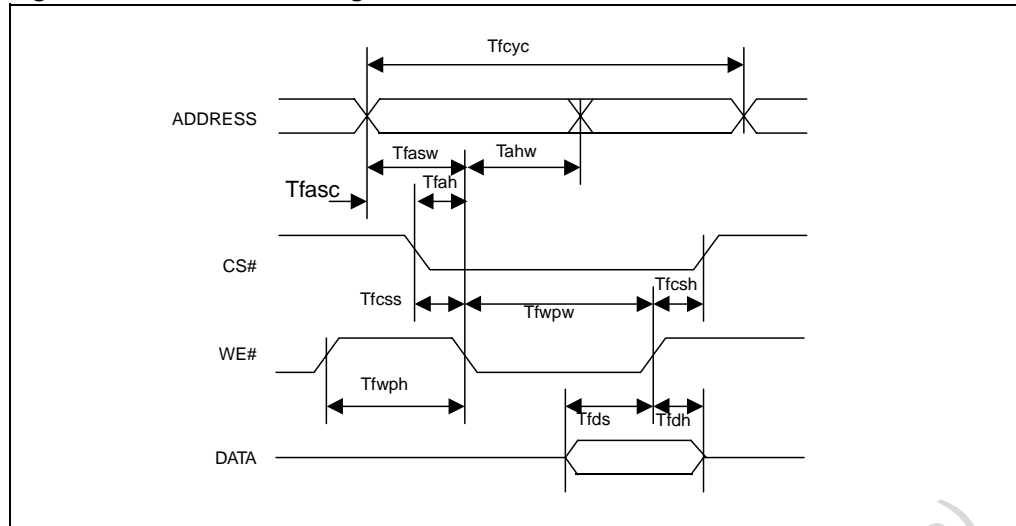 Tfcyc
ADDRESS
Tfasw
Tahw
Tfasc
Tfah
CS#
Tfcss
Tfwpw
Tfcsh
WE#
Tfwph
Tfds
Tfdh
DATA